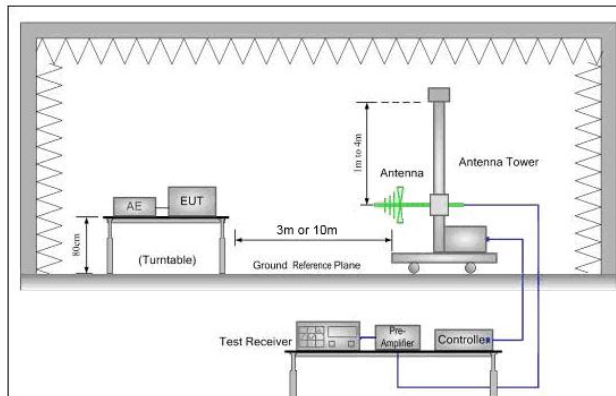 1m to 4m
Antenna
Antenna Tower
AE
EUT
3m or 10m
80cm
(Turntable)
Ground Reference Plane
Test Receiver
Pre-
Amplifier
Controller